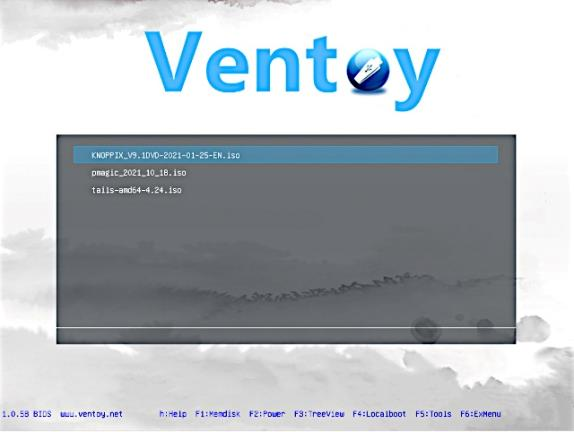 Ventoy
KNOPPIX_V9.1DVD-2021-01-25-EN.iso
pmagic_2021_10_18.iso
tails-amd64-4.24.iso
1.0.58 BIOS www.ventoy.net h:Help F1:Memdisk F2:Power F3:TreeView F4:Localboot F5:Tools F6:ExMenu